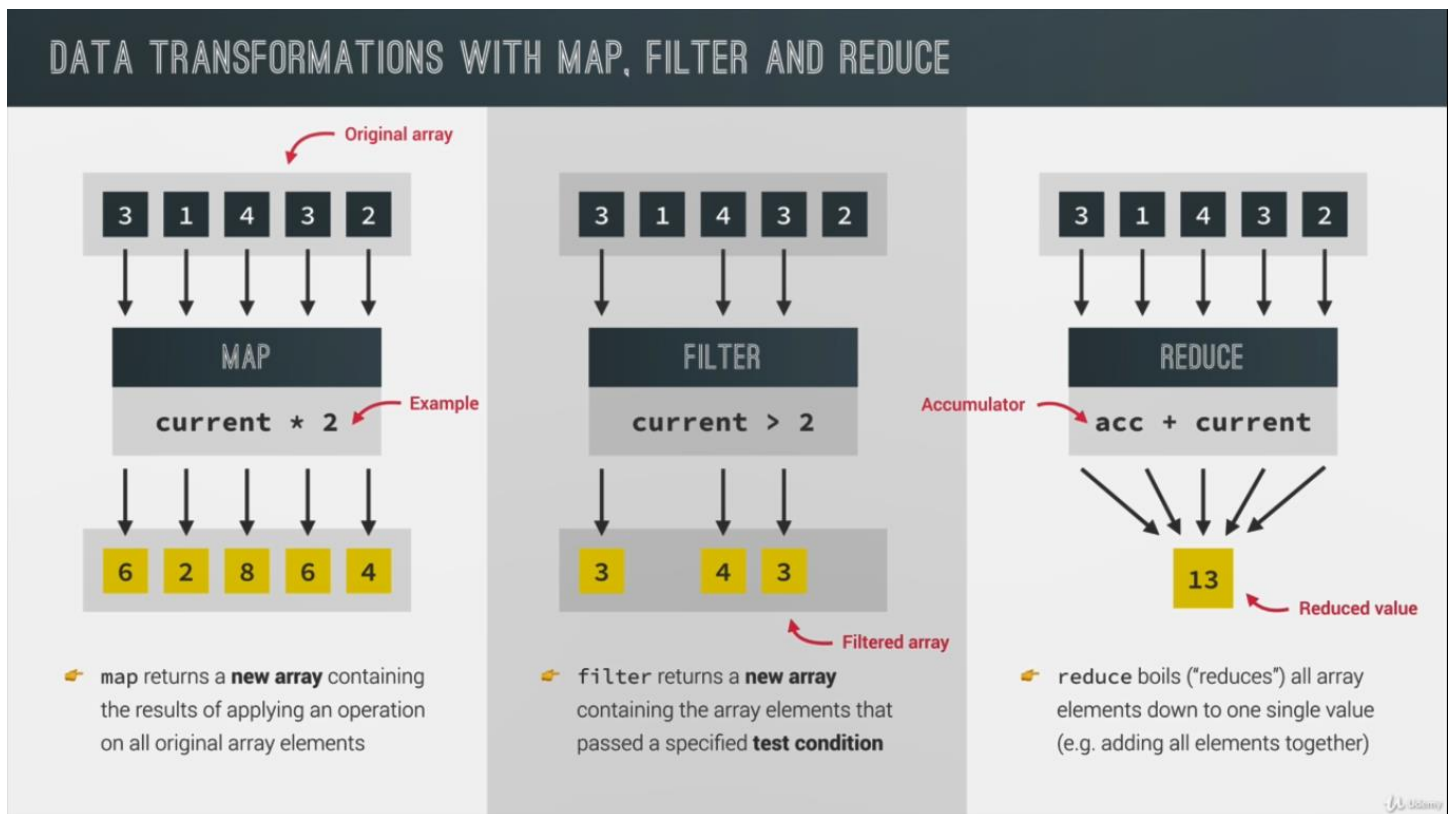 DATA TRANSFORMATIONS WITH MAP, FILTER AND REDUCE
Original array
3 1 4 3 2
MAP
current * 2
Example
6 2 8 6 4
map returns a new array containing
the results of applying an operation
on all original array elements
3 1 4 3 2
FILTER
current > 2
3 4 3
Filtered array
filter returns a new array
containing the array elements that
passed a specified test condition
3 1 4 3 2
REDUCE
Accumulator
acc + current
13
Reduced value
reduce boils ("reduces") all array
elements down to one single value
(e.g. adding all elements together)
Udemy